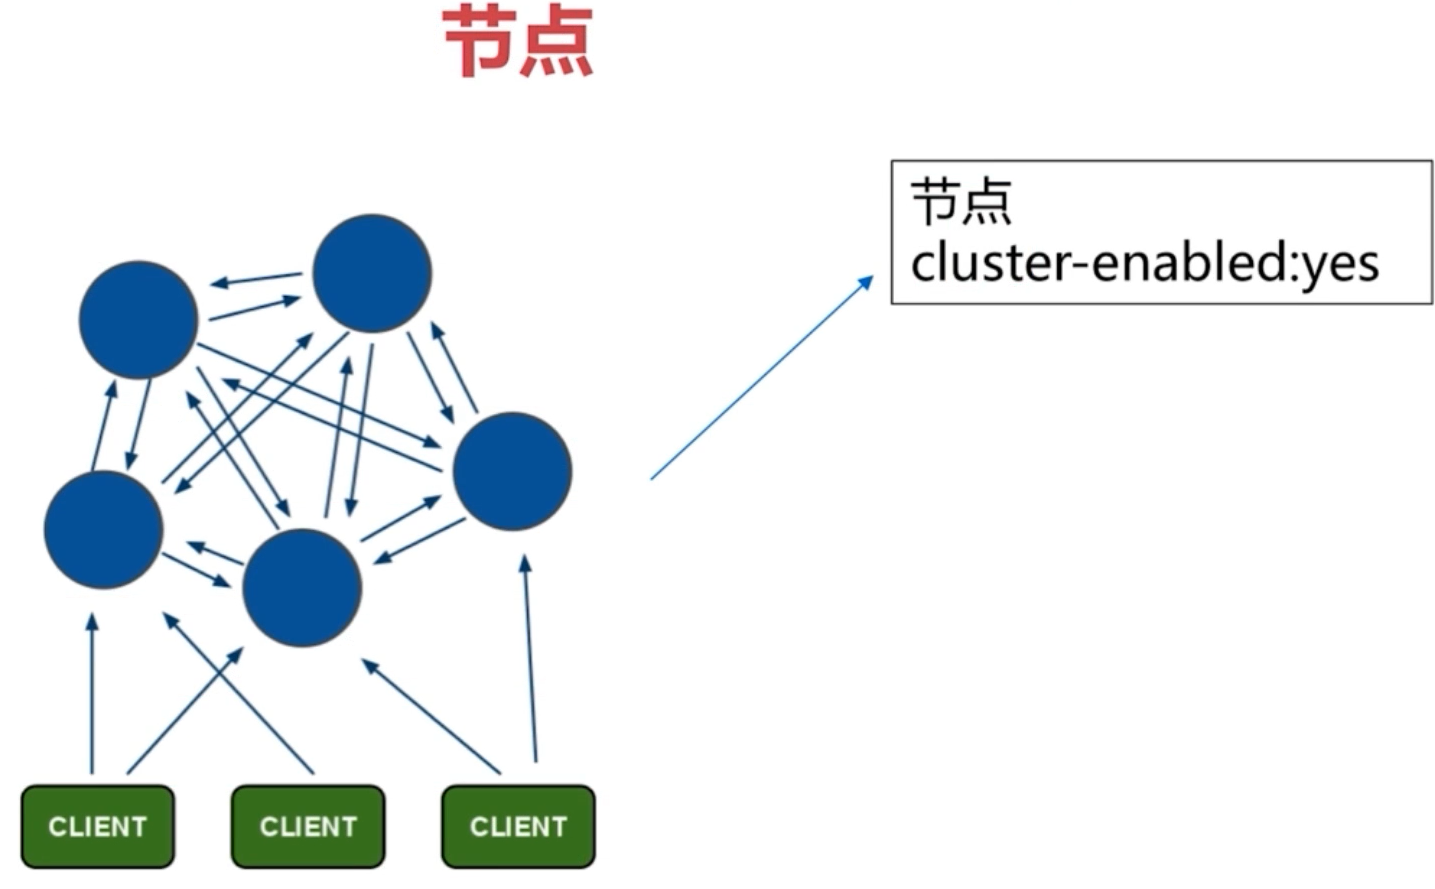 节点
节点
cluster-enabled:yes
CLIENT
CLIENT
CLIENT